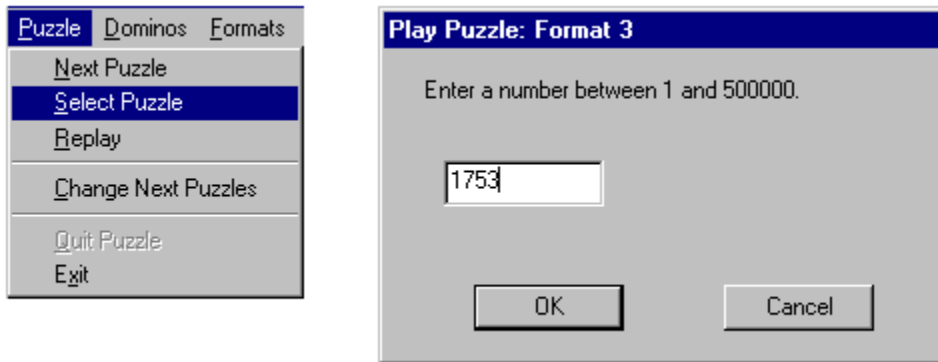 Puzzle Dominos Formats
Next Puzzle
Select Puzzle
Replay
Change Next Puzzles
Quit Puzzle
Exit
Play Puzzle: Format 3
Enter a number between 1 and 500000.
1753
OK Cancel